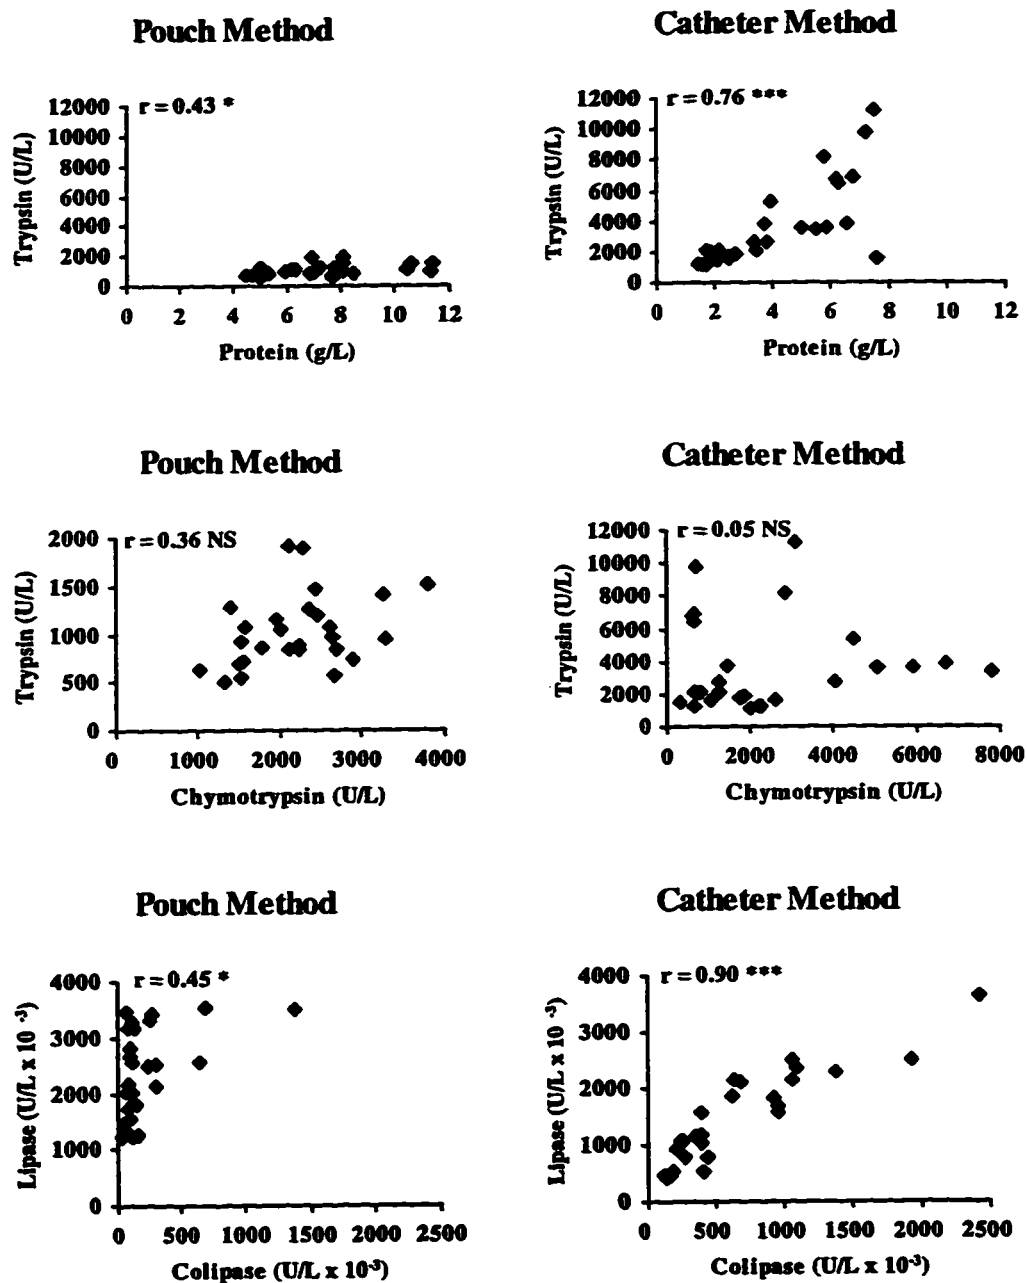 Pouch Method
r = 0.43 *
12000
10000
8000
6000
4000
2000
0
Trypsin (U/L)
0 2 4 6 8 10 12
Protein (g/L)
Catheter Method
r = 0.76 ***
12000
10000
8000
6000
4000
2000
0
Trypsin (U/L)
0 2 4 6 8 10 12
Protein (g/L)
Pouch Method
r = 0.36 NS
2000
1500
1000
500
0
Trypsin (U/L)
0 1000 2000 3000 4000
Chymotrypsin (U/L)
Catheter Method
r = 0.05 NS
12000
10000
8000
6000
4000
2000
0
Trypsin (U/L)
0 2000 4000 6000 8000
Chymotrypsin (U/L)
Pouch Method
r = 0.45 *
4000
3000
2000
1000
0
Lipase (U/L x 10⁻³)
0 500 1000 1500 2000 2500
Colipase (U/L x 10⁻³)
Catheter Method
r = 0.90 ***
4000
3000
2000
1000
0
Lipase (U/L x 10⁻³)
0 500 1000 1500 2000 2500
Colipase (U/L x 10⁻³)